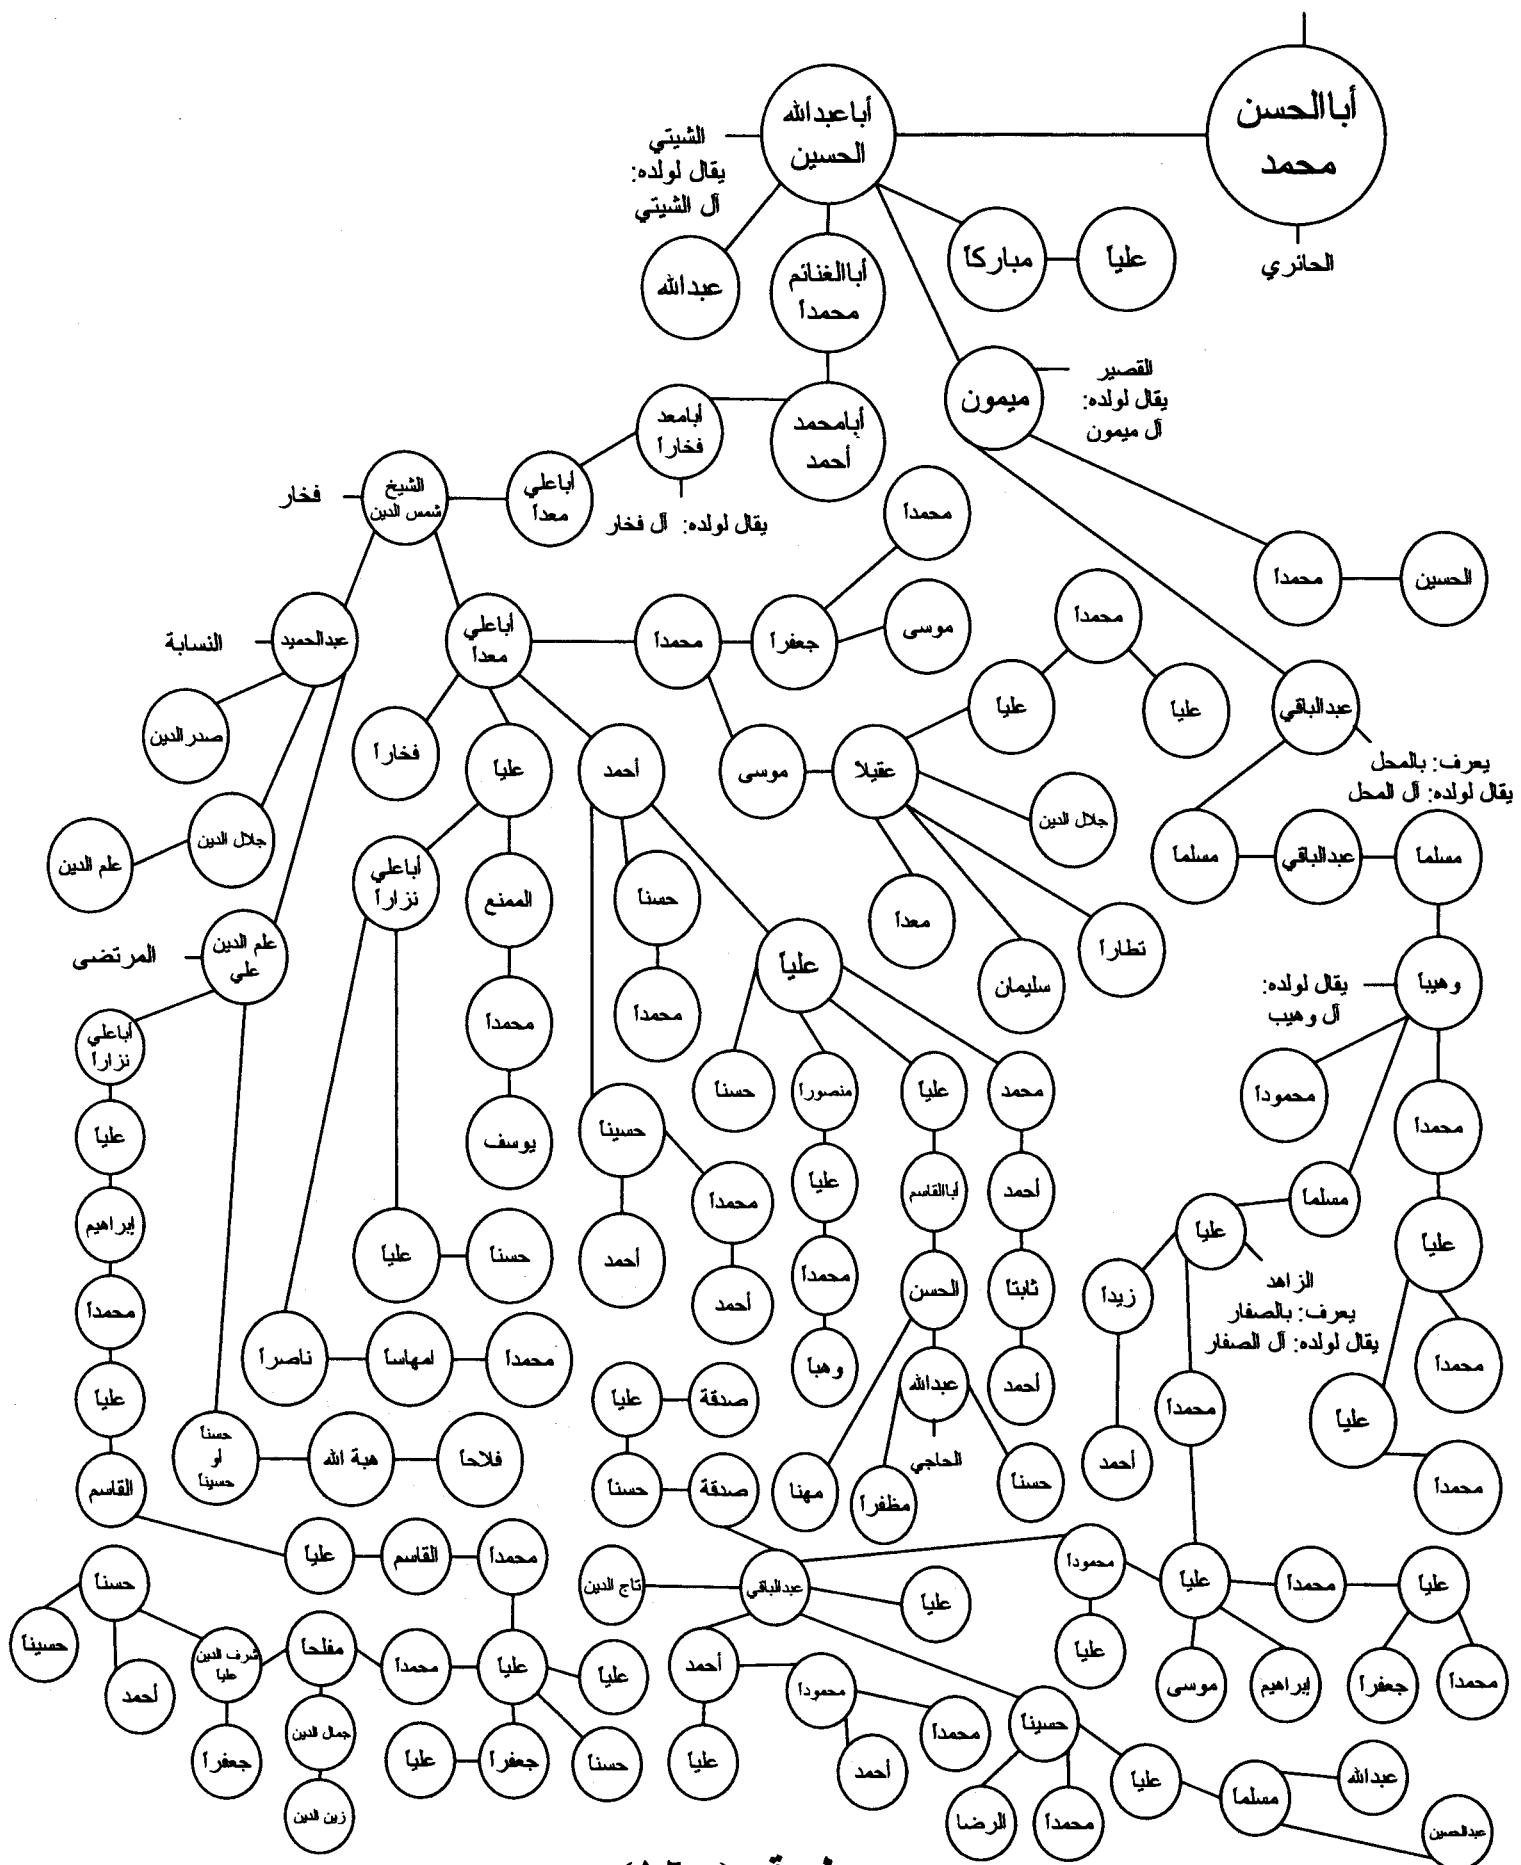 أباالحسن
محمد
الحائري
أباعبدالله
الحسين
الشيتي
يقال لولده:
آل الشيتي
عبدالله
أباالغنائم
محمداً
مباركاً
علياً
ميمون
القصير
يقال لولده:
آل ميمون
أبامحمد
أحمد
أبامعد
فخاراً
يقال لولده: آل فخار
أباعلي
معداً
الشيخ
شمس الدين
فخار
محمداً
الحسين
محمداً
موسى
جعفراً
محمداً
أباعلي
معداً
عبدالحميد
النسابة
محمداً
علياً
علياً
عبدالباقي
يعرف: بالمحل
يقال لولده: آل المحل
صدرالدين
فخاراً
علياً
أحمد
موسى
عقيلاً
جلال الدين
مسلماً
عبدالباقي
مسلماً
علم الدين
جلال الدين
أباعلي
نزاراً
الممنع
حسناً
معداً
تطاراً
سليمان
علياً
علم الدين
علي
المرتضى
وهيباً
يقال لولده:
آل وهيب
محمداً
محمداً
محموداً
محمداً
أباعلي
نزاراً
حسناً
منصوراً
علياً
محمد
علياً
يوسف
حسيناً
محمداً
علياً
أباالقاسم
أحمد
مسلماً
علياً
علياً
إبراهيم
علياً
حسناً
أحمد
أحمد
محمداً
الحسن
ثابتاً
زيداً
الزاهد
يعرف: بالصفار
يقال لولده: آل الصفار
محمداً
محمداً
ناصراً
امهاساً
محمداً
وهباً
عبدالله
الحاجي
أحمد
محمداً
علياً
علياً
صدقة
علياً
حسناً
أو
حسيناً
هبة الله
فلاحاً
حسناً
صدقة
مهنا
مظفراً
حسناً
أحمد
محمداً
القاسم
علياً
القاسم
محمداً
تاج الدين
عبدالباقي
علياً
محموداً
علياً
محمداً
علياً
حسناً
حسيناً
أحمد
شرف الدين
علياً
مفلحاً
محمداً
علياً
علياً
أحمد
محموداً
محمداً
علياً
موسى
إبراهيم
جعفراً
محمداً
جعفراً
جمال الدين
علياً
جعفراً
حسناً
علياً
أحمد
حسيناً
علياً
مسلماً
عبدالله
زين الدين
الرضا
محمداً
عبدالحسين